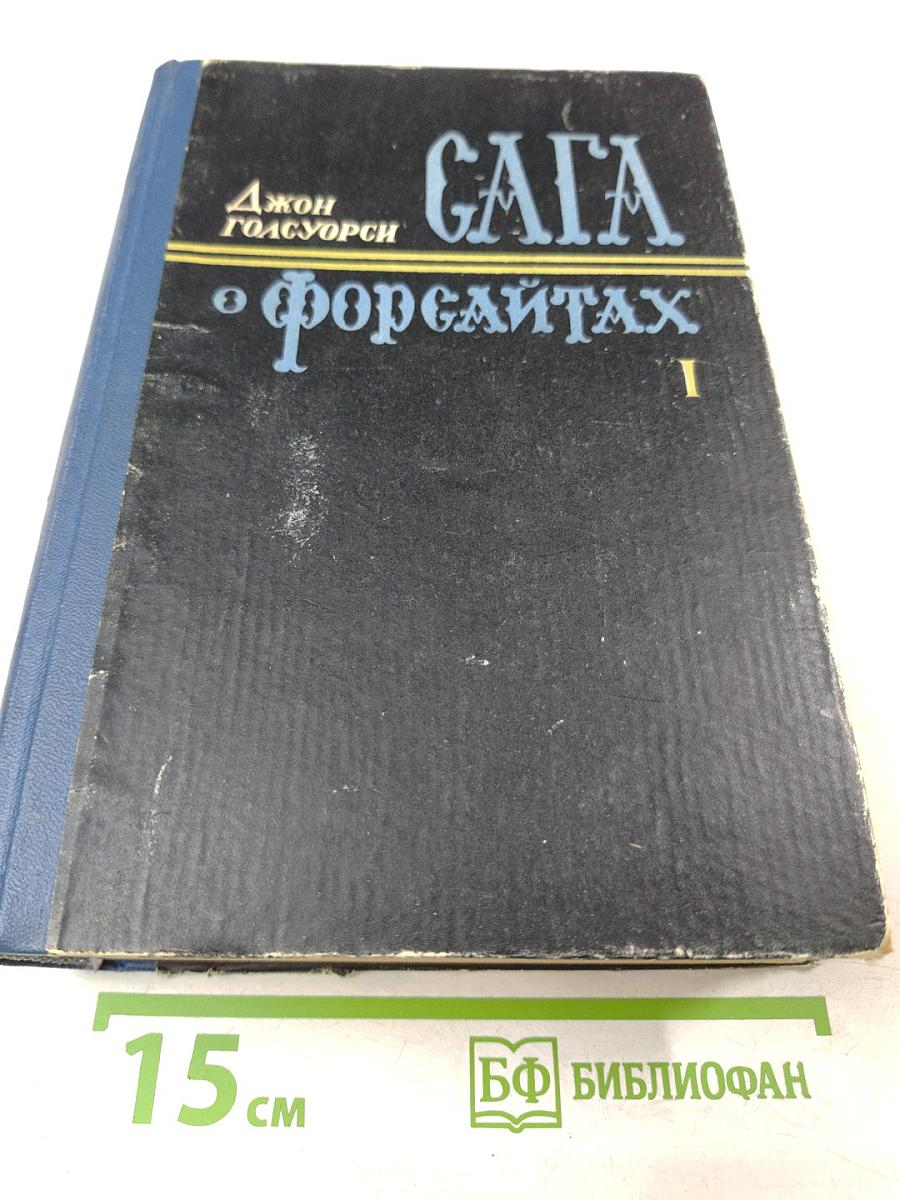 Джон
Голсуорси
САГА
о Форсайтах
I
15 см
БФ БИБЛИОФАН